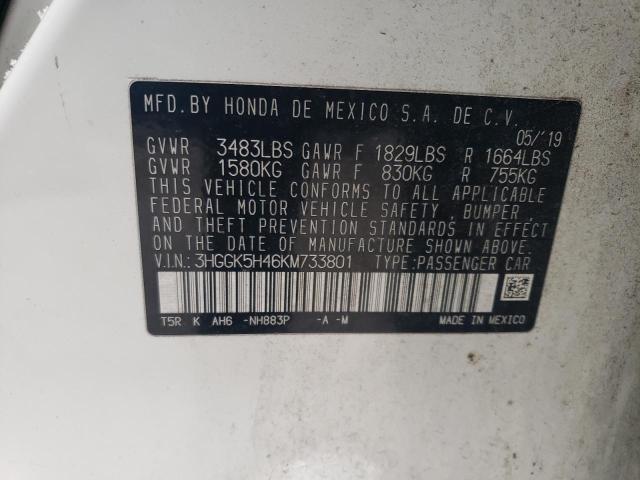 MFD. BY HONDA DE MEXICO S.A. DE C.V.
05/'19
GVWR 3483LBS GAWR F 1829LBS R 1664LBS
GVWR 1580KG GAWR F 830KG R 755KG
THIS VEHICLE CONFORMS TO ALL APPLICABLE
FEDERAL MOTOR VEHICLE SAFETY , BUMPER ,
AND THEFT PREVENTION STANDARDS IN EFFECT
ON THE DATE OF MANUFACTURE SHOWN ABOVE.
V.I.N.: 3HGGK5H46KM733801 TYPE:PASSENGER CAR
T5R K AH6 -NH883P -A -M MADE IN MEXICO